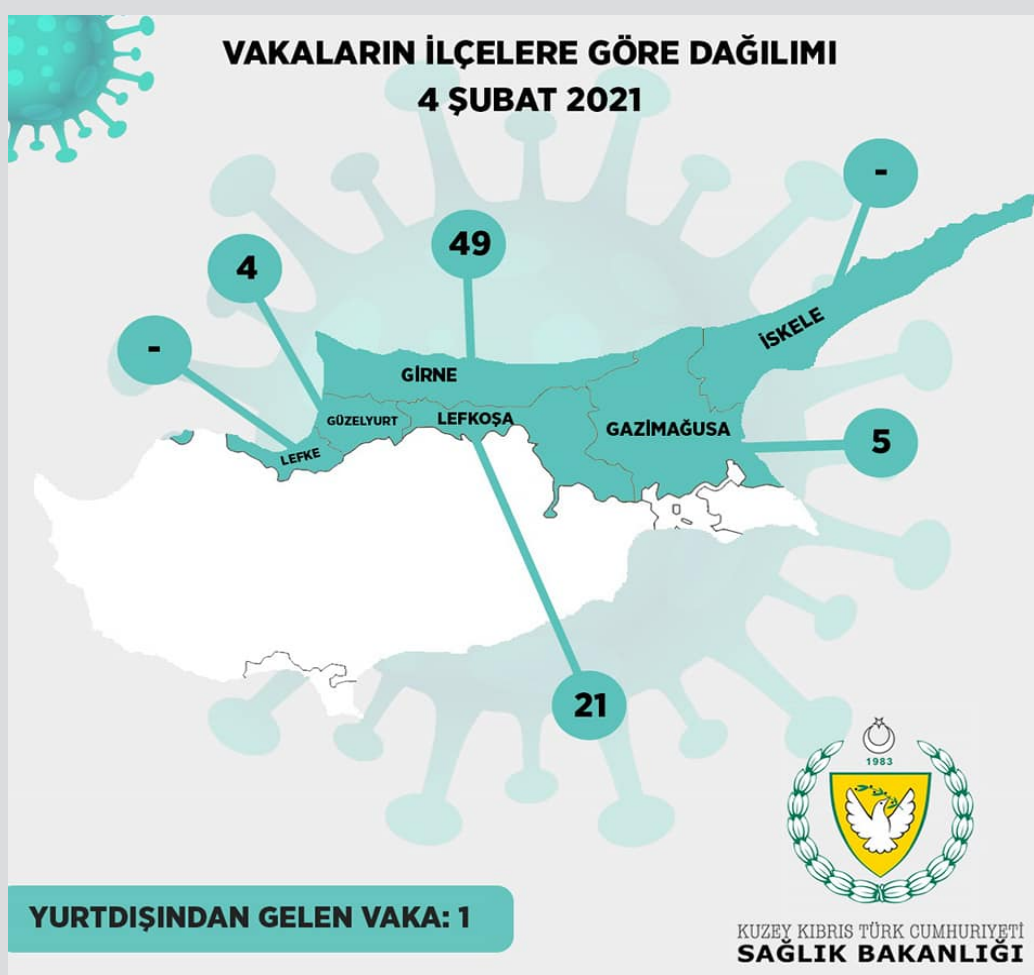 VAKALARIN İLÇELERE GÖRE DAĞILIMI
4 ŞUBAT 2021
-
49
4
-
İSKELE
GİRNE
GÜZELYURT
LEFKOŞA
GAZİMAĞUSA
5
LEFKE
21
1983
YURTDIŞINDAN GELEN VAKA: 1
KUZEY KIBRIS TÜRK CUMHURİYETİ
SAĞLIK BAKANLIĞI